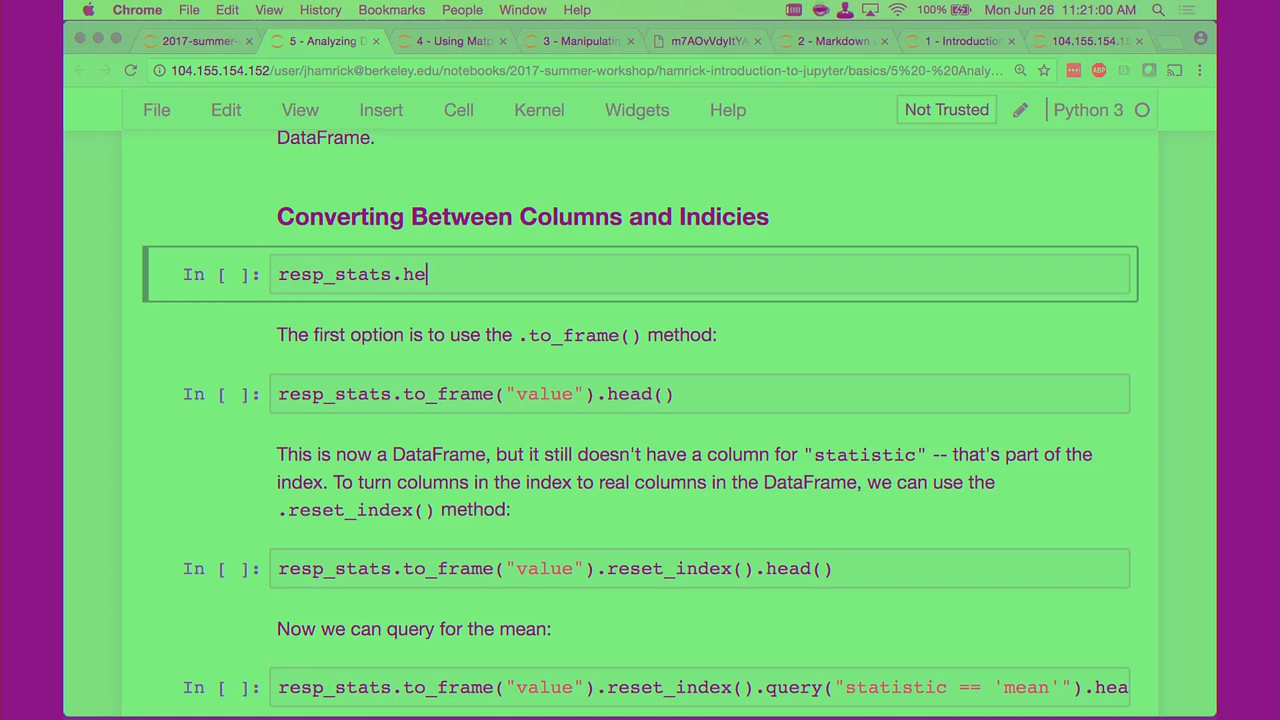 Chrome File Edit View History Bookmarks People Window Help 100% Mon Jun 26 11:21:00 AM
2017-summer- 5 - Analyzing D 4 - Using Matp 3 - Manipulatin m7AOvVdyItYA 2 - Markdown a 1 - Introduction 104.155.154.15
104.155.154.152/user/jhamrick@berkeley.edu/notebooks/2017-summer-workshop/hamrick-introduction-to-jupyter/basics/5%20-%20Analy... ABP
File Edit View Insert Cell Kernel Widgets Help Not Trusted Python 3
DataFrame.
Converting Between Columns and Indicies
In [ ]: resp_stats.he
The first option is to use the .to_frame() method:
In [ ]: resp_stats.to_frame("value").head()
This is now a DataFrame, but it still doesn't have a column for "statistic" -- that's part of the
index. To turn columns in the index to real columns in the DataFrame, we can use the
.reset_index() method:
In [ ]: resp_stats.to_frame("value").reset_index().head()
Now we can query for the mean:
In [ ]: resp_stats.to_frame("value").reset_index().query("statistic == 'mean'").hea